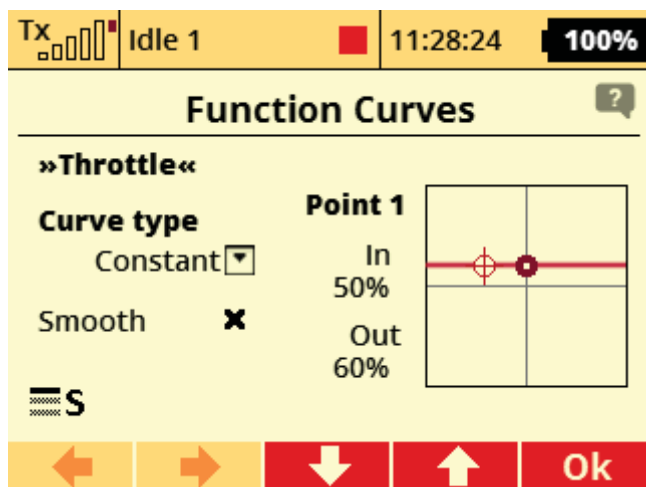 Tx Idle 1 11:28:24 100%
Function Curves ?
»Throttle«
Point 1
Curve type
Constant
In
50%
Smooth
Out
60%
S
Ok